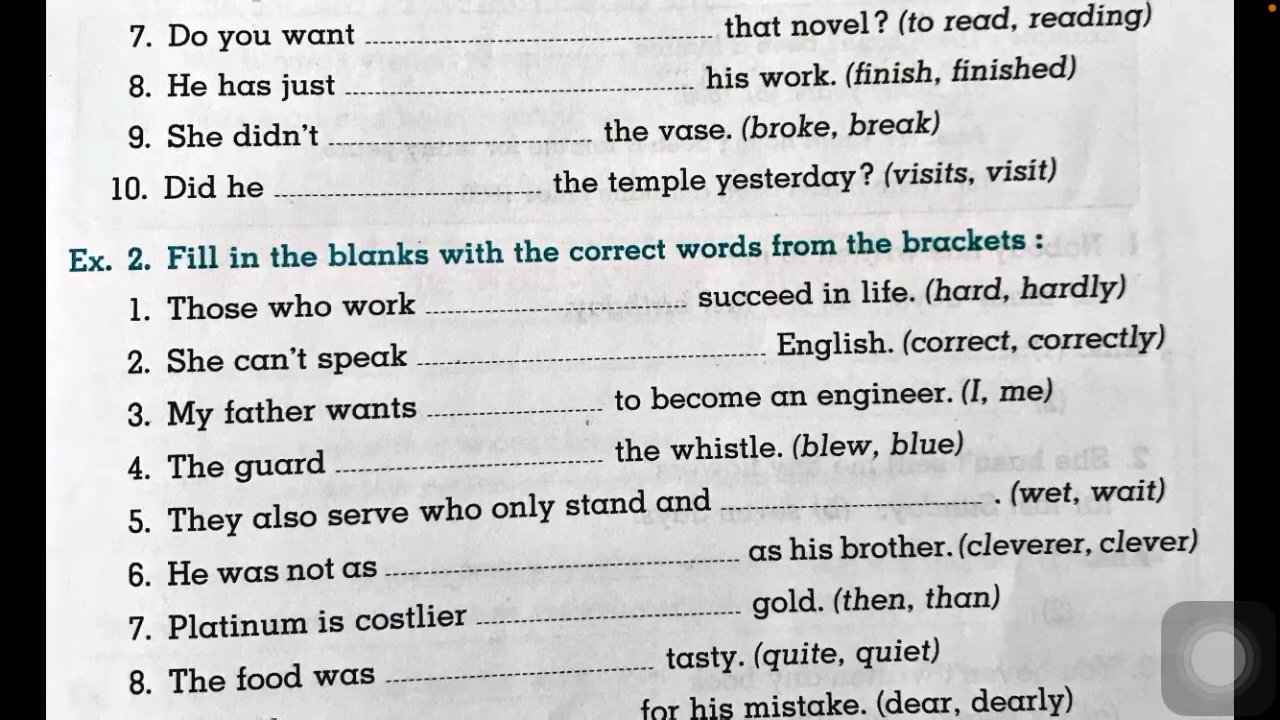 7. Do you want ............ that novel? (to read, reading)
8. He has just ............ his work. (finish, finished)
9. She didn't ............ the vase. (broke, break)
10. Did he ............ the temple yesterday? (visits, visit)
Ex. 2. Fill in the blanks with the correct words from the brackets :
1. Those who work ............ succeed in life. (hard, hardly)
2. She can't speak ............ English. (correct, correctly)
3. My father wants ............ to become an engineer. (I, me)
4. The guard ............ the whistle. (blew, blue)
5. They also serve who only stand and ............. (wet, wait)
6. He was not as ............ as his brother. (cleverer, clever)
7. Platinum is costlier ............ gold. (then, than)
8. The food was ............ tasty. (quite, quiet)
for his mistake. (dear, dearly)